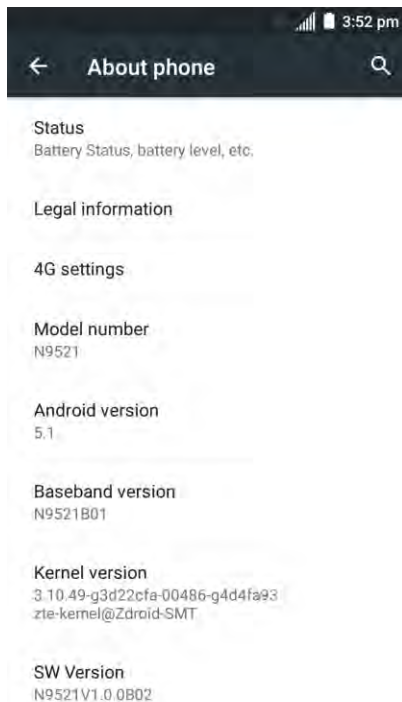 3:52 pm
About phone
Status
Battery Status, battery level, etc.
Legal information
4G settings
Model number
N9521
Android version
5.1
Baseband version
N9521B01
Kernel version
3.10.49-g3d22cfa-00486-g4d4fa93
zte-kernel@Zdroid-SMT
SW Version
N9521V1.0.0B02